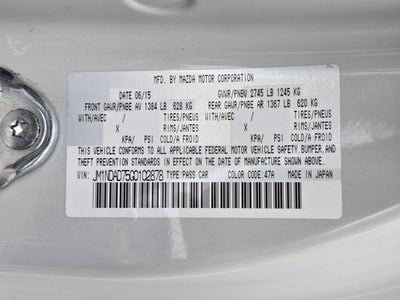 MFD. BY MAZDA MOTOR CORPORATION
DATE 06/15 GVWR/PNBV 2745 LB 1245 KG
FRONT GAWR/PNBE AV 1384 LB 628 KG REAR GAWR/PNBE AR 1367 LB 620 KG
WITH/AVEC / TIRES/PNEUS WITH/AVEC / TIRES/PNEUS
X RIMS/JANTES X RIMS/JANTES
KPA/ PSI COLD/A FROID KPA/ PSI COLD/A FROID
THIS VEHICLE CONFORMS TO ALL APPLICABLE FEDERAL MOTOR VEHICLE SAFETY, BUMPER, AND
THEFT PREVENTION STANDARDS IN EFFECT ON THE DATE OF MANUFACTURE SHOWN ABOVE.
VIN: JM1NDAD75G0102878 TYPE PASS CAR COLOR CODE: 47A MADE IN JAPAN